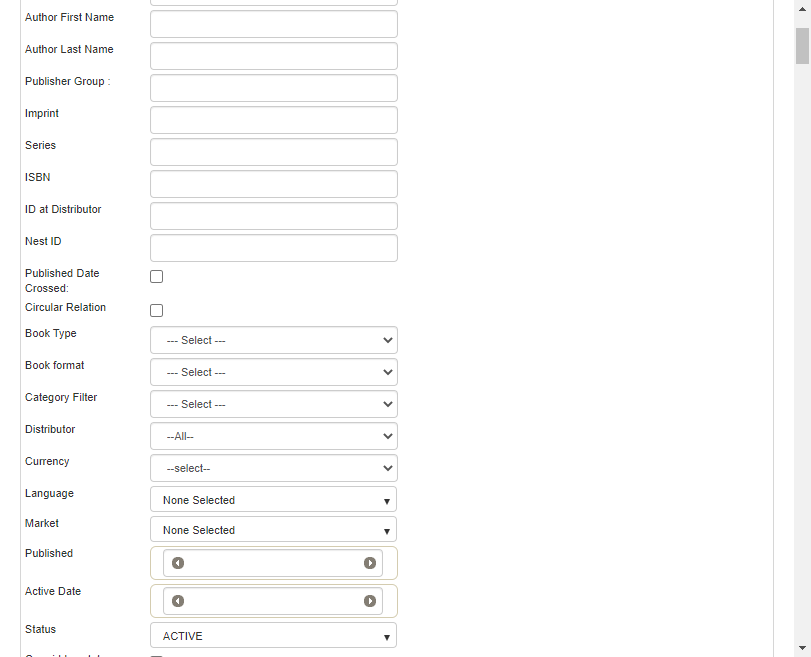 Author First Name
Author Last Name
Publisher Group :
Imprint
Series
ISBN
ID at Distributor
Nest ID
Published Date
Crossed:
Circular Relation
Book Type
--- Select ---
Book format
--- Select ---
Category Filter
--- Select ---
Distributor
--All--
Currency
--select--
Language
None Selected
Market
None Selected
Published
Active Date
Status
ACTIVE